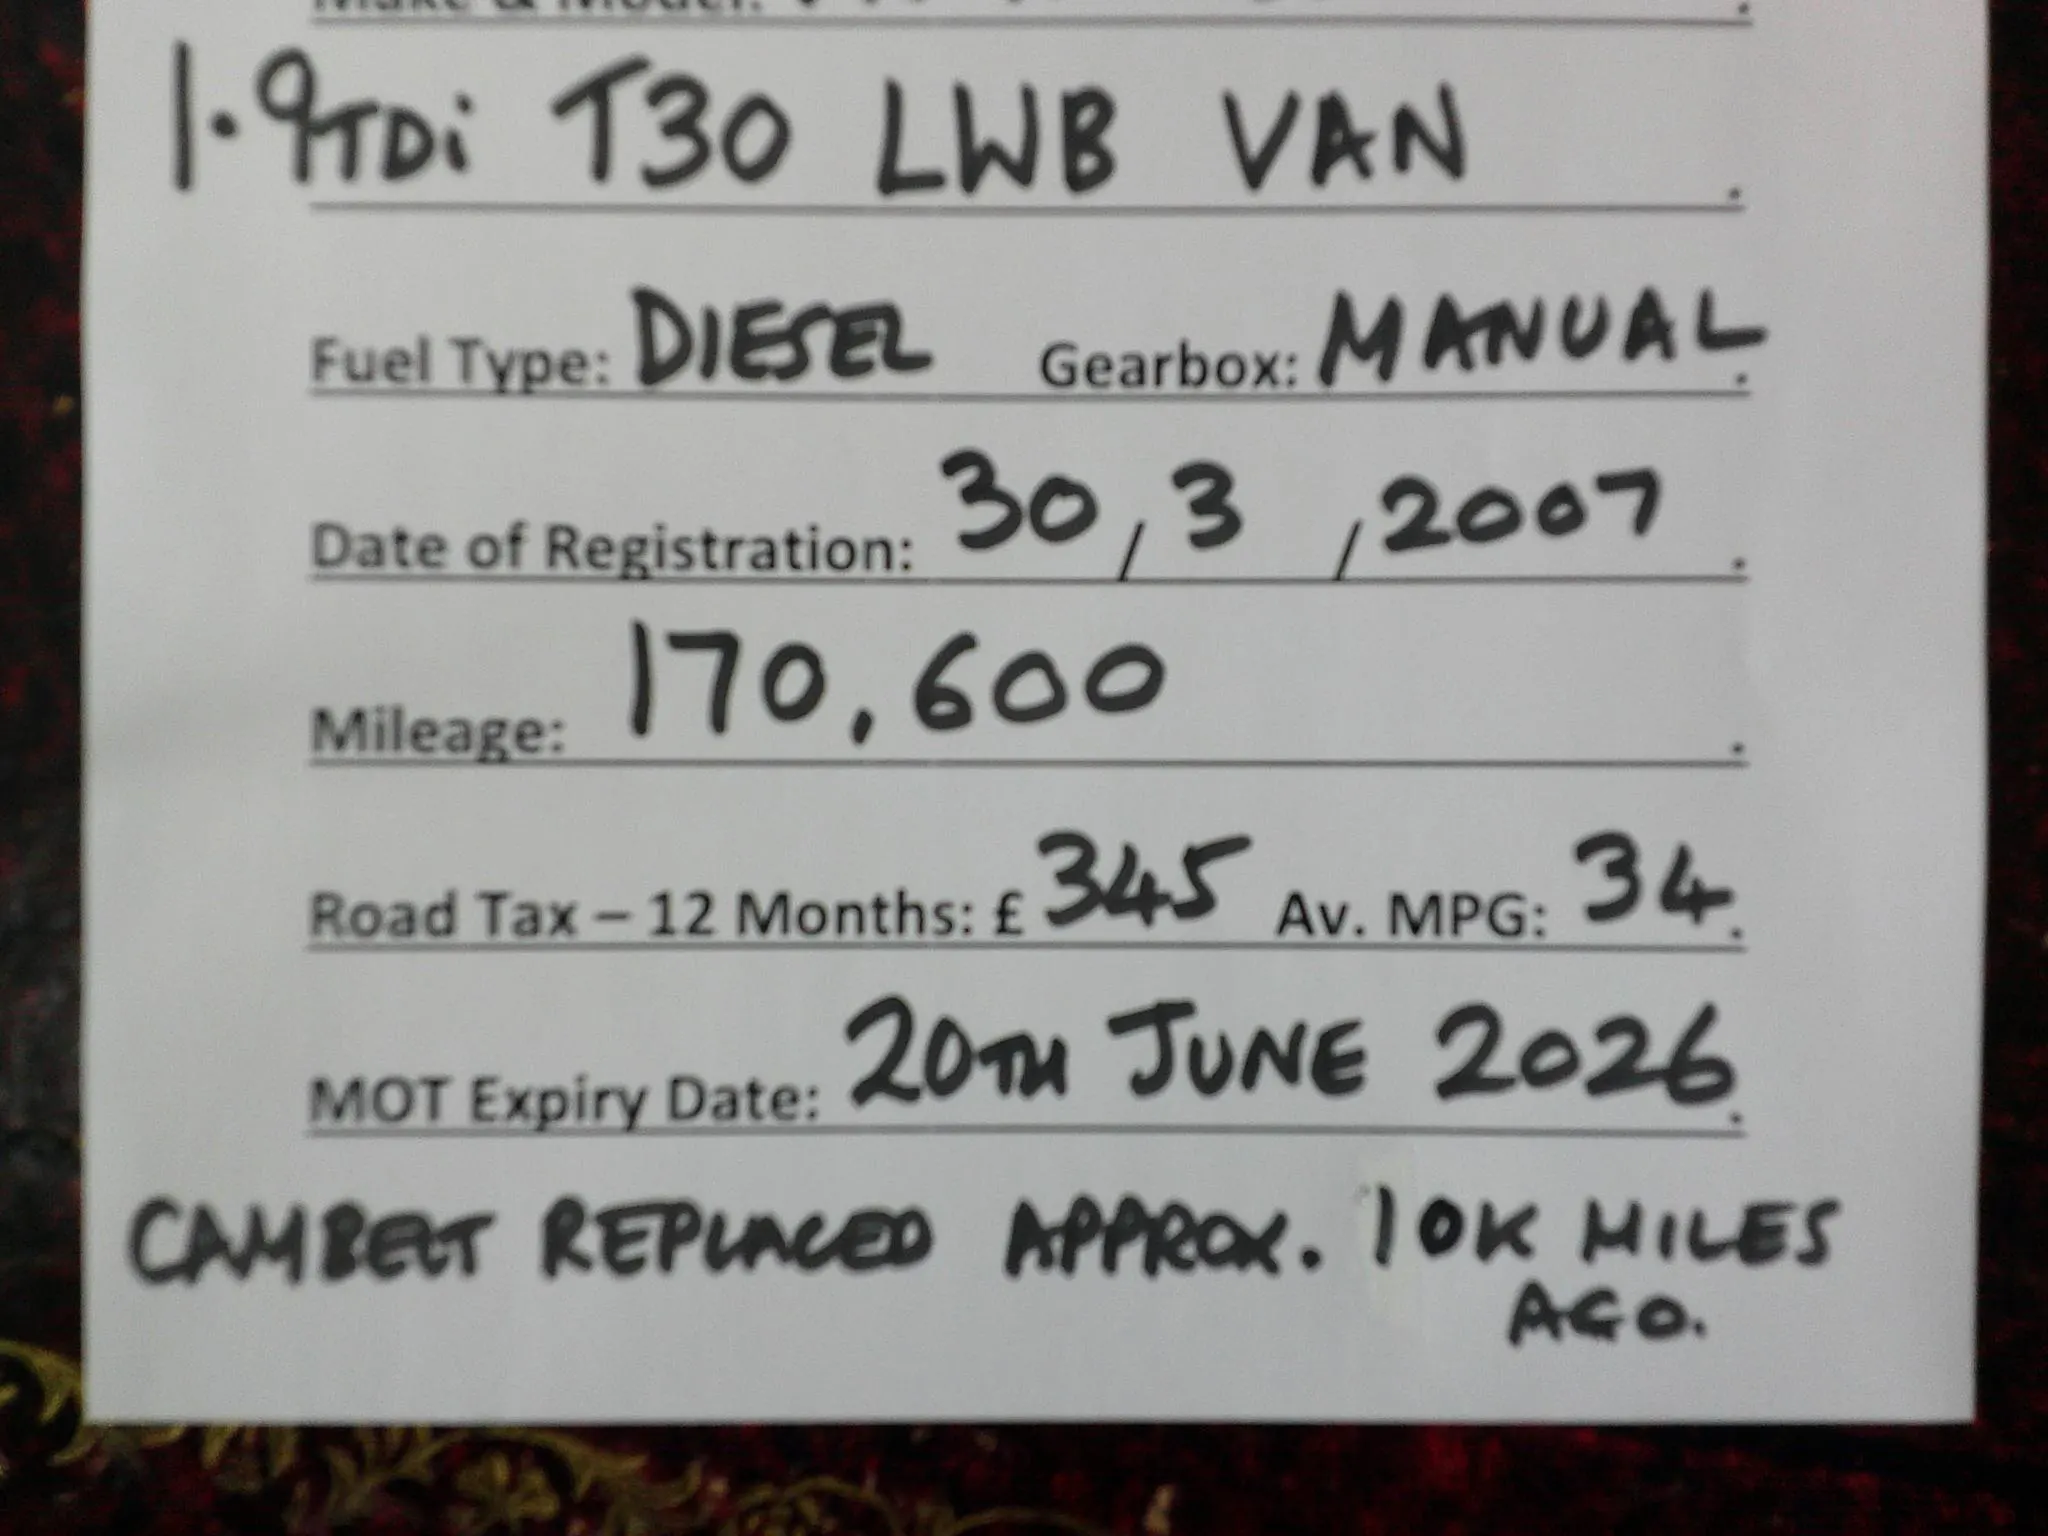 Make & Model:
1.9TDi T30 LWB VAN .
Fuel Type: DIESEL Gearbox: MANUAL.
Date of Registration: 30/3/2007.
Mileage: 170,600 .
Road Tax – 12 Months: £345 Av. MPG: 34.
MOT Expiry Date: 20TH JUNE 2026.
CAMBELT REPLACED APPROX. 10K MILES
AGO.